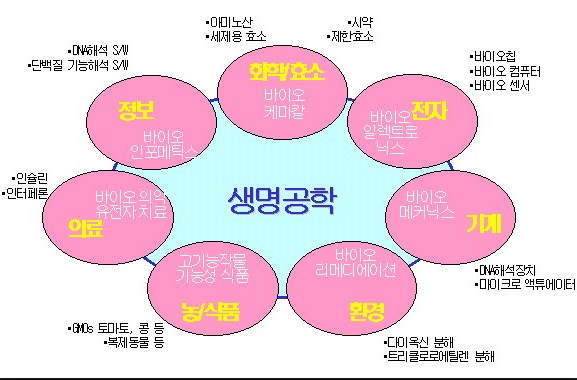 •아미노산
•세제용 효소
•시약
•제한효소
•DNA해석 S/W
•단백질 기능해석 S/W
•바이오칩
•바이오 컴퓨터
•바이오 센서
화학/효소
바이오
케미칼
정보
바이오
인포메틱스
전자
바이오
일렉트로
닉스
•인슐린
•인터페론
바이오의약
유전자 치료
의료
생명공학
바이오
메커닉스
기계
고기능작물
기능성 식품
농/식품
바이오
리메디에이션
환경
•DNA해석장치
•마이크로 액튜에이터
•GMOs 토마토, 콩 등
•복제동물 등
•다이옥신 분해
•트리클로로에틸렌 분해